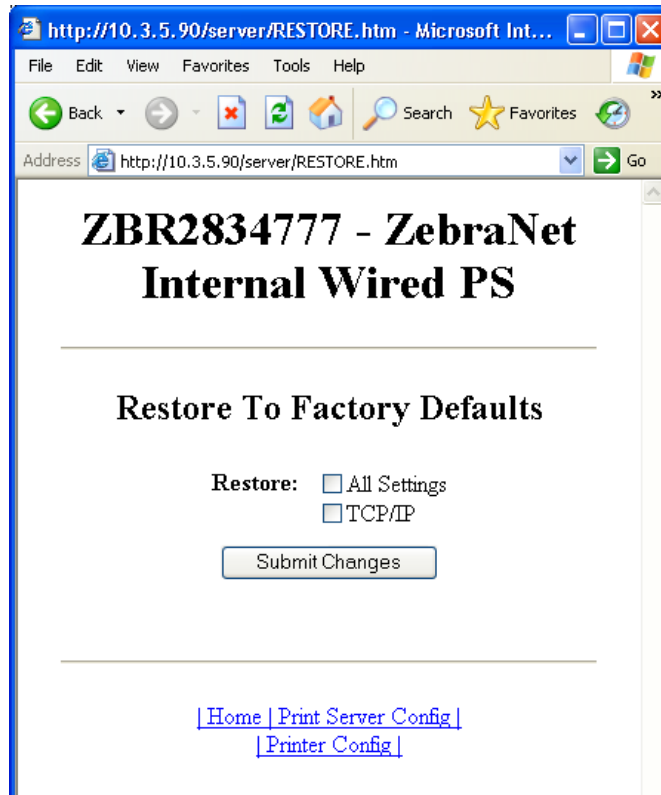 http://10.3.5.90/server/RESTORE.htm - Microsoft Int...
File Edit View Favorites Tools Help
Back Search Favorites »
Address http://10.3.5.90/server/RESTORE.htm Go
ZBR2834777 - ZebraNet
Internal Wired PS
Restore To Factory Defaults
Restore: All Settings
TCP/IP
Submit Changes
| Home | Print Server Config |
| Printer Config |